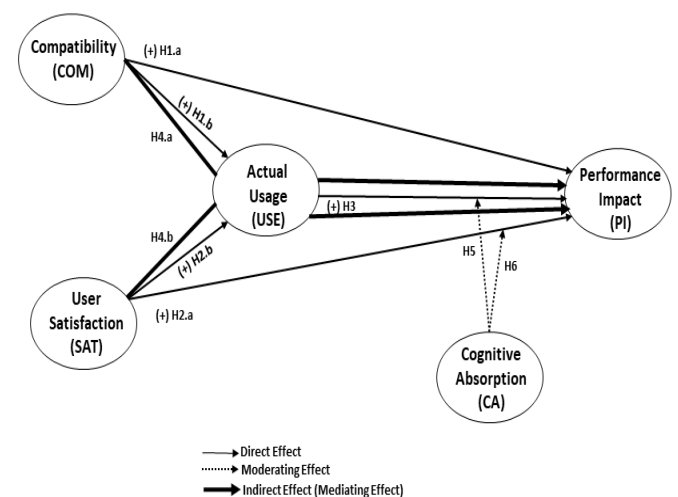 Compatibility
(COM)
(+) H1.a
(+) H1.b
H4.a
Actual
Usage
(USE)
Performance
Impact
(PI)
(+) H3
H4.b
(+) H2.b
H5
H6
User
Satisfaction
(SAT)
(+) H2.a
Cognitive
Absorption
(CA)
Direct Effect
Moderating Effect
Indirect Effect (Mediating Effect)